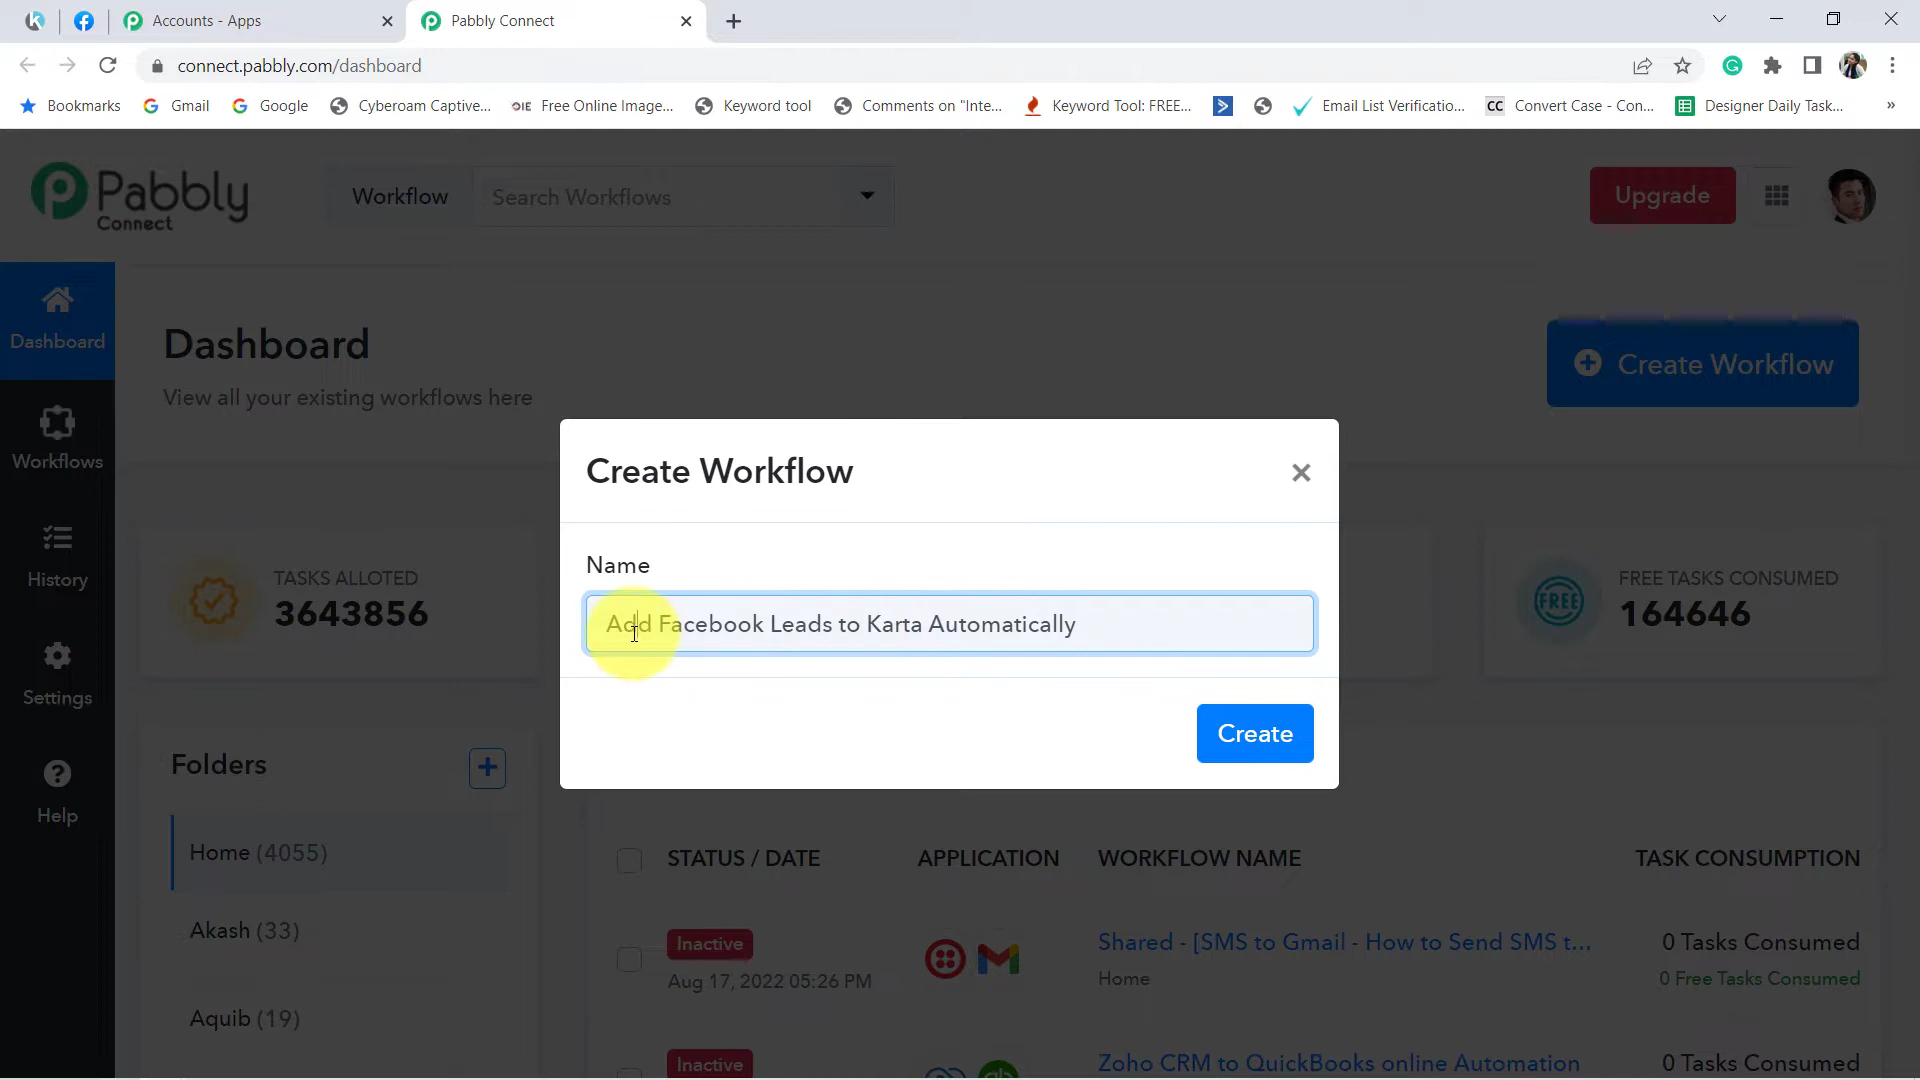 Accounts - Apps
Pabbly Connect
connect.pabbly.com/dashboard
Bookmarks
Gmail
Google
Cyberoam Captive...
OIE Free Online Image...
Keyword tool
Comments on "Inte...
Keyword Tool: FREE...
Email List Verificatio...
CC Convert Case - Con...
Designer Daily Task...
»
Pabbly
Connect
Workflow
Search Workflows
Upgrade
Dashboard
Workflows
History
Settings
Help
Dashboard
View all your existing workflows here
Create Workflow
Create Workflow
Name
Add Facebook Leads to Karta Automatically
Create
TASKS ALLOTED
3643856
FREE
FREE TASKS CONSUMED
164646
Folders
Home (4055)
Akash (33)
Aquib (19)
STATUS / DATE
APPLICATION
WORKFLOW NAME
TASK CONSUMPTION
Inactive
Aug 17, 2022 05:26 PM
Shared - [SMS to Gmail - How to Send SMS t...
Home
0 Tasks Consumed
0 Free Tasks Consumed
Inactive
Zoho CRM to QuickBooks online Automation
0 Tasks Consumed